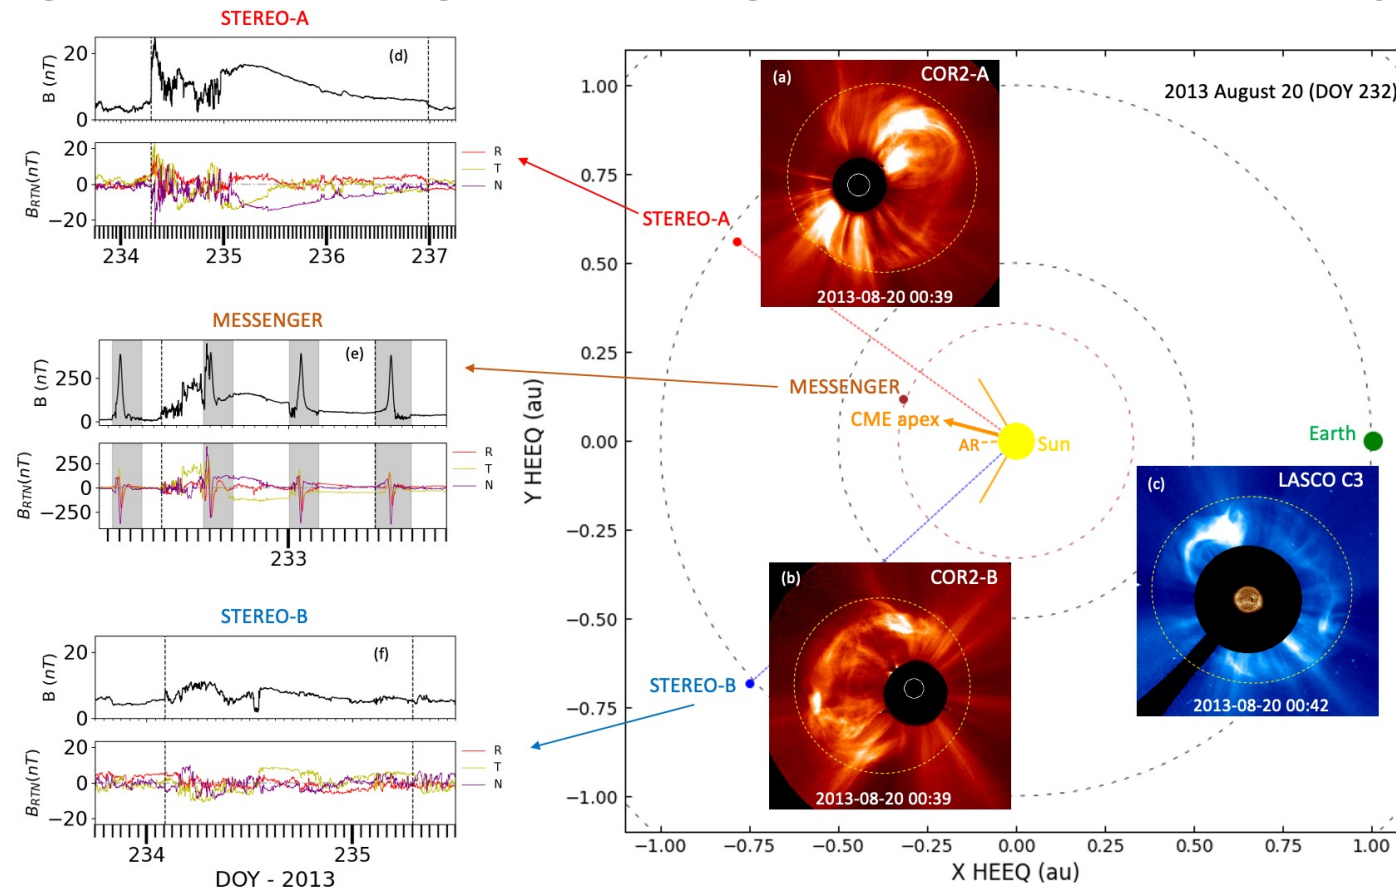 STEREO-A
(d)
20
0
B (nT)
20
0
−20
B_RTN(nT)
R
T
N
234
235
236
237
MESSENGER
(e)
250
0
B (nT)
250
0
−250
B_RTN(nT)
R
T
N
233
STEREO-B
(f)
20
0
B (nT)
20
0
−20
B_RTN(nT)
R
T
N
234
235
DOY - 2013
2013 August 20 (DOY 232)
(a)
COR2-A
2013-08-20 00:39
STEREO-A
MESSENGER
CME apex
AR
Sun
Earth
STEREO-B
(b)
COR2-B
2013-08-20 00:39
(c)
LASCO C3
2013-08-20 00:42
1.00
0.75
0.50
0.25
0.00
−0.25
−0.50
−0.75
−1.00
Y HEEQ (au)
−1.00
−0.75
−0.50
−0.25
0.00
0.25
0.50
0.75
1.00
X HEEQ (au)